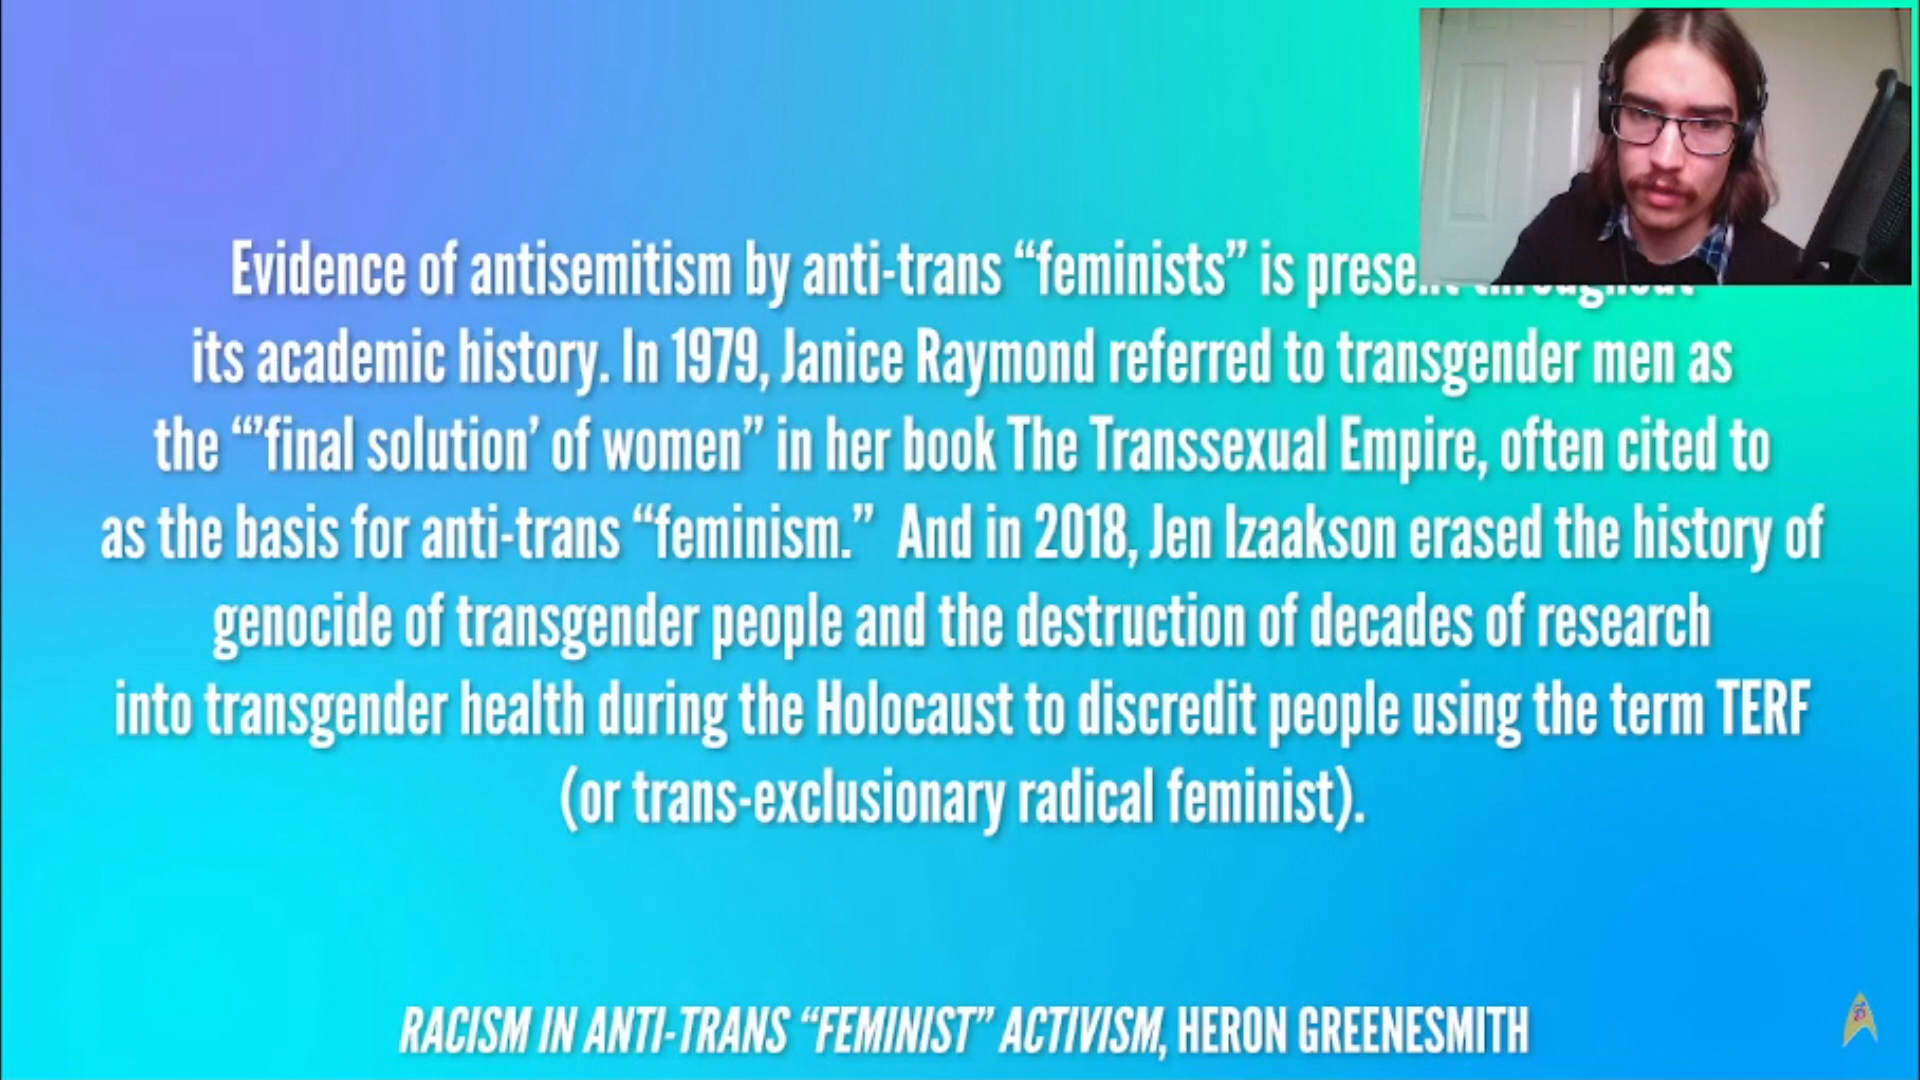 Evidence of antisemitism by anti-trans “feminists” is
its academic history. In 1979, Janice Raymond referred to transgender men as
the “’final solution’ of women” in her book The Transsexual Empire, often cited to
as the basis for anti-trans “feminism.”  And in 2018, Jen Izaakson erased the history of
genocide of transgender people and the destruction of decades of research
into transgender health during the Holocaust to discredit people using the term TERF
(or trans-exclusionary radical feminist).
RACISM IN ANTI-TRANS “FEMINIST” ACTIVISM, HERON GREENESMITH